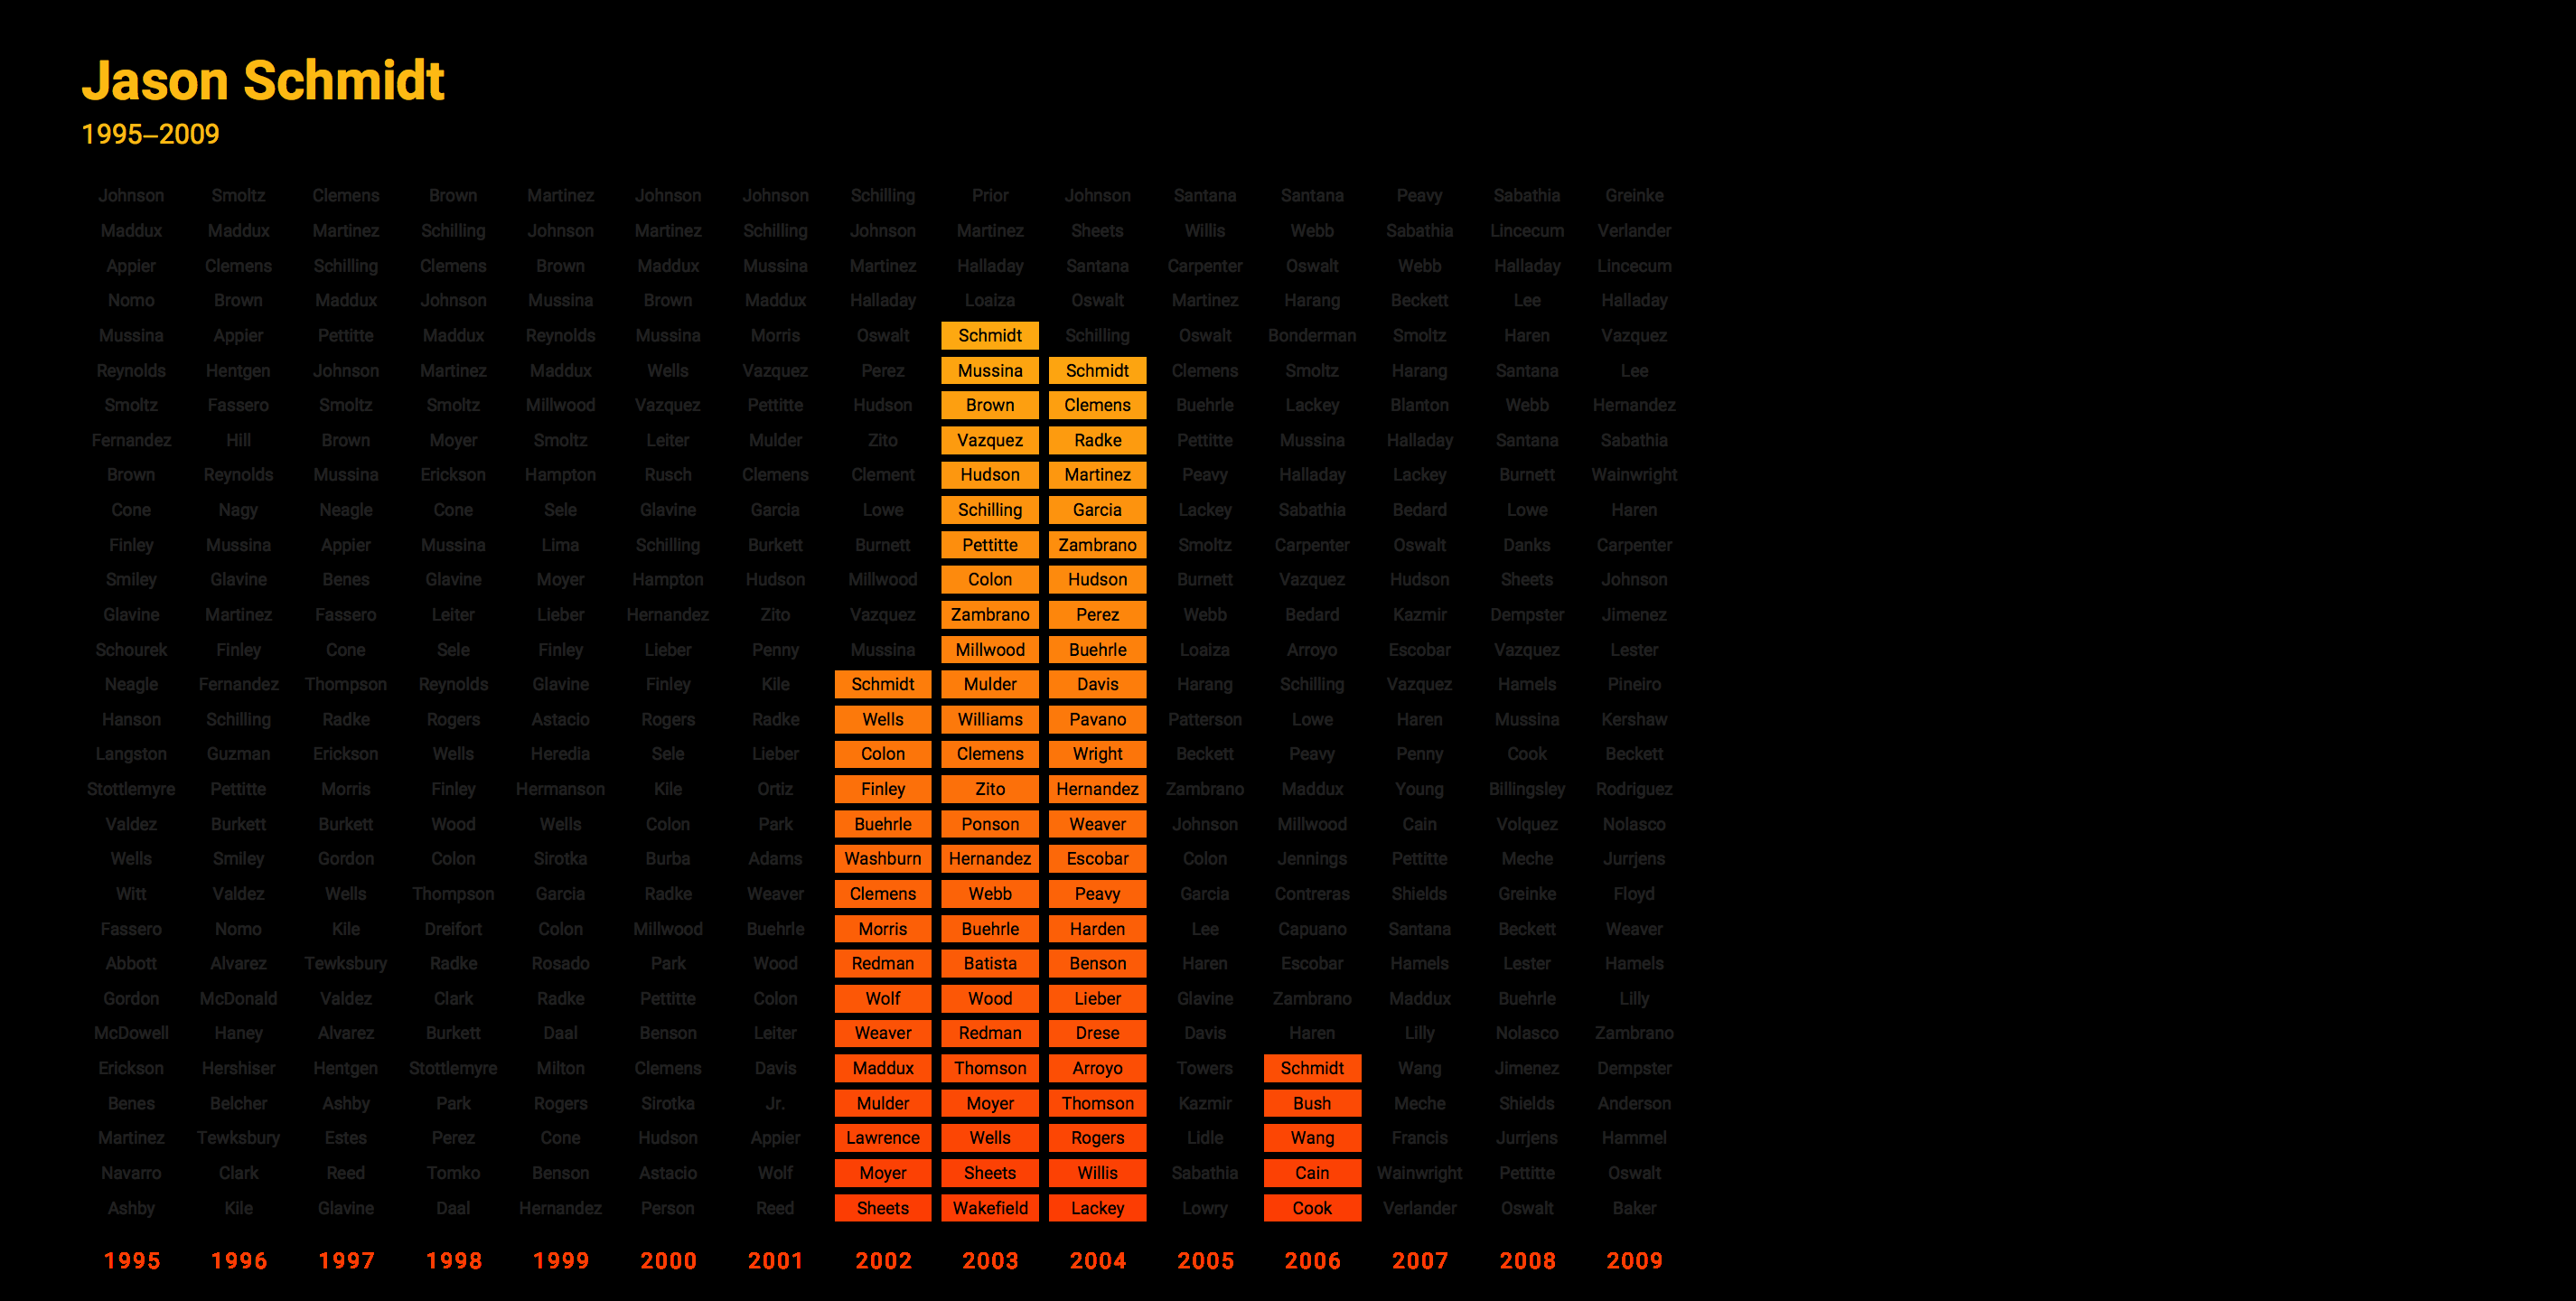 Jason Schmidt
1995–2009
Johnson Smoltz Clemens Brown Martinez Johnson Johnson Schilling Prior Johnson Santana Santana Peavy Sabathia Greinke
Maddux Maddux Martinez Schilling Johnson Martinez Schilling Johnson Martinez Sheets Willis Webb Sabathia Lincecum Verlander
Appier Clemens Schilling Clemens Brown Maddux Mussina Martinez Halladay Santana Carpenter Oswalt Webb Halladay Lincecum
Nomo Brown Maddux Johnson Mussina Brown Maddux Halladay Loaiza Oswalt Martinez Harang Beckett Lee Halladay
Mussina Appier Pettitte Maddux Reynolds Mussina Morris Oswalt Schmidt Schilling Oswalt Bonderman Smoltz Haren Vazquez
Reynolds Hentgen Johnson Martinez Maddux Wells Vazquez Perez Mussina Schmidt Clemens Smoltz Harang Santana Lee
Smoltz Fassero Smoltz Smoltz Millwood Vazquez Pettitte Hudson Brown Clemens Buehrle Lackey Blanton Webb Hernandez
Fernandez Hill Brown Moyer Smoltz Leiter Mulder Zito Vazquez Radke Pettitte Mussina Halladay Santana Sabathia
Brown Reynolds Mussina Erickson Hampton Rusch Clemens Clement Hudson Martinez Peavy Halladay Lackey Burnett Wainwright
Cone Nagy Neagle Cone Sele Glavine Garcia Lowe Schilling Garcia Lackey Sabathia Bedard Lowe Haren
Finley Mussina Appier Mussina Lima Schilling Burkett Burnett Pettitte Zambrano Smoltz Carpenter Oswalt Danks Carpenter
Smiley Glavine Benes Glavine Moyer Hampton Hudson Millwood Colon Hudson Burnett Vazquez Hudson Sheets Johnson
Glavine Martinez Fassero Leiter Lieber Hernandez Zito Vazquez Zambrano Perez Webb Bedard Kazmir Dempster Jimenez
Schourek Finley Cone Sele Finley Lieber Penny Mussina Millwood Buehrle Loaiza Arroyo Escobar Vazquez Lester
Neagle Fernandez Thompson Reynolds Glavine Finley Kile Schmidt Mulder Davis Harang Schilling Vazquez Hamels Pineiro
Hanson Schilling Radke Rogers Astacio Rogers Radke Wells Williams Pavano Patterson Lowe Haren Mussina Kershaw
Langston Guzman Erickson Wells Heredia Sele Lieber Colon Clemens Wright Beckett Peavy Penny Cook Beckett
Stottlemyre Pettitte Morris Finley Hermanson Kile Ortiz Finley Zito Hernandez Zambrano Maddux Young Billingsley Rodriguez
Valdez Burkett Burkett Wood Wells Colon Park Buehrle Ponson Weaver Johnson Millwood Cain Volquez Nolasco
Wells Smiley Gordon Colon Sirotka Burba Adams Washburn Hernandez Escobar Colon Jennings Pettitte Meche Jurrjens
Witt Valdez Wells Thompson Garcia Radke Weaver Clemens Webb Peavy Garcia Contreras Shields Greinke Floyd
Fassero Nomo Kile Dreifort Colon Millwood Buehrle Morris Buehrle Harden Lee Capuano Santana Beckett Weaver
Abbott Alvarez Tewksbury Radke Rosado Park Wood Redman Batista Benson Haren Escobar Hamels Lester Hamels
Gordon McDonald Valdez Clark Radke Pettitte Colon Wolf Wood Lieber Glavine Zambrano Maddux Buehrle Lilly
McDowell Haney Alvarez Burkett Daal Benson Leiter Weaver Redman Drese Davis Haren Lilly Nolasco Zambrano
Erickson Hershiser Hentgen Stottlemyre Milton Clemens Davis Maddux Thomson Arroyo Towers Schmidt Wang Jimenez Dempster
Benes Belcher Ashby Park Rogers Sirotka Jr. Mulder Moyer Thomson Kazmir Bush Meche Shields Anderson
Martinez Tewksbury Estes Perez Cone Hudson Appier Lawrence Wells Rogers Lidle Wang Francis Jurrjens Hammel
Navarro Clark Reed Tomko Benson Astacio Wolf Moyer Sheets Willis Sabathia Cain Wainwright Pettitte Oswalt
Ashby Kile Glavine Daal Hernandez Person Reed Sheets Wakefield Lackey Lowry Cook Verlander Oswalt Baker
1995 1996 1997 1998 1999 2000 2001 2002 2003 2004 2005 2006 2007 2008 2009